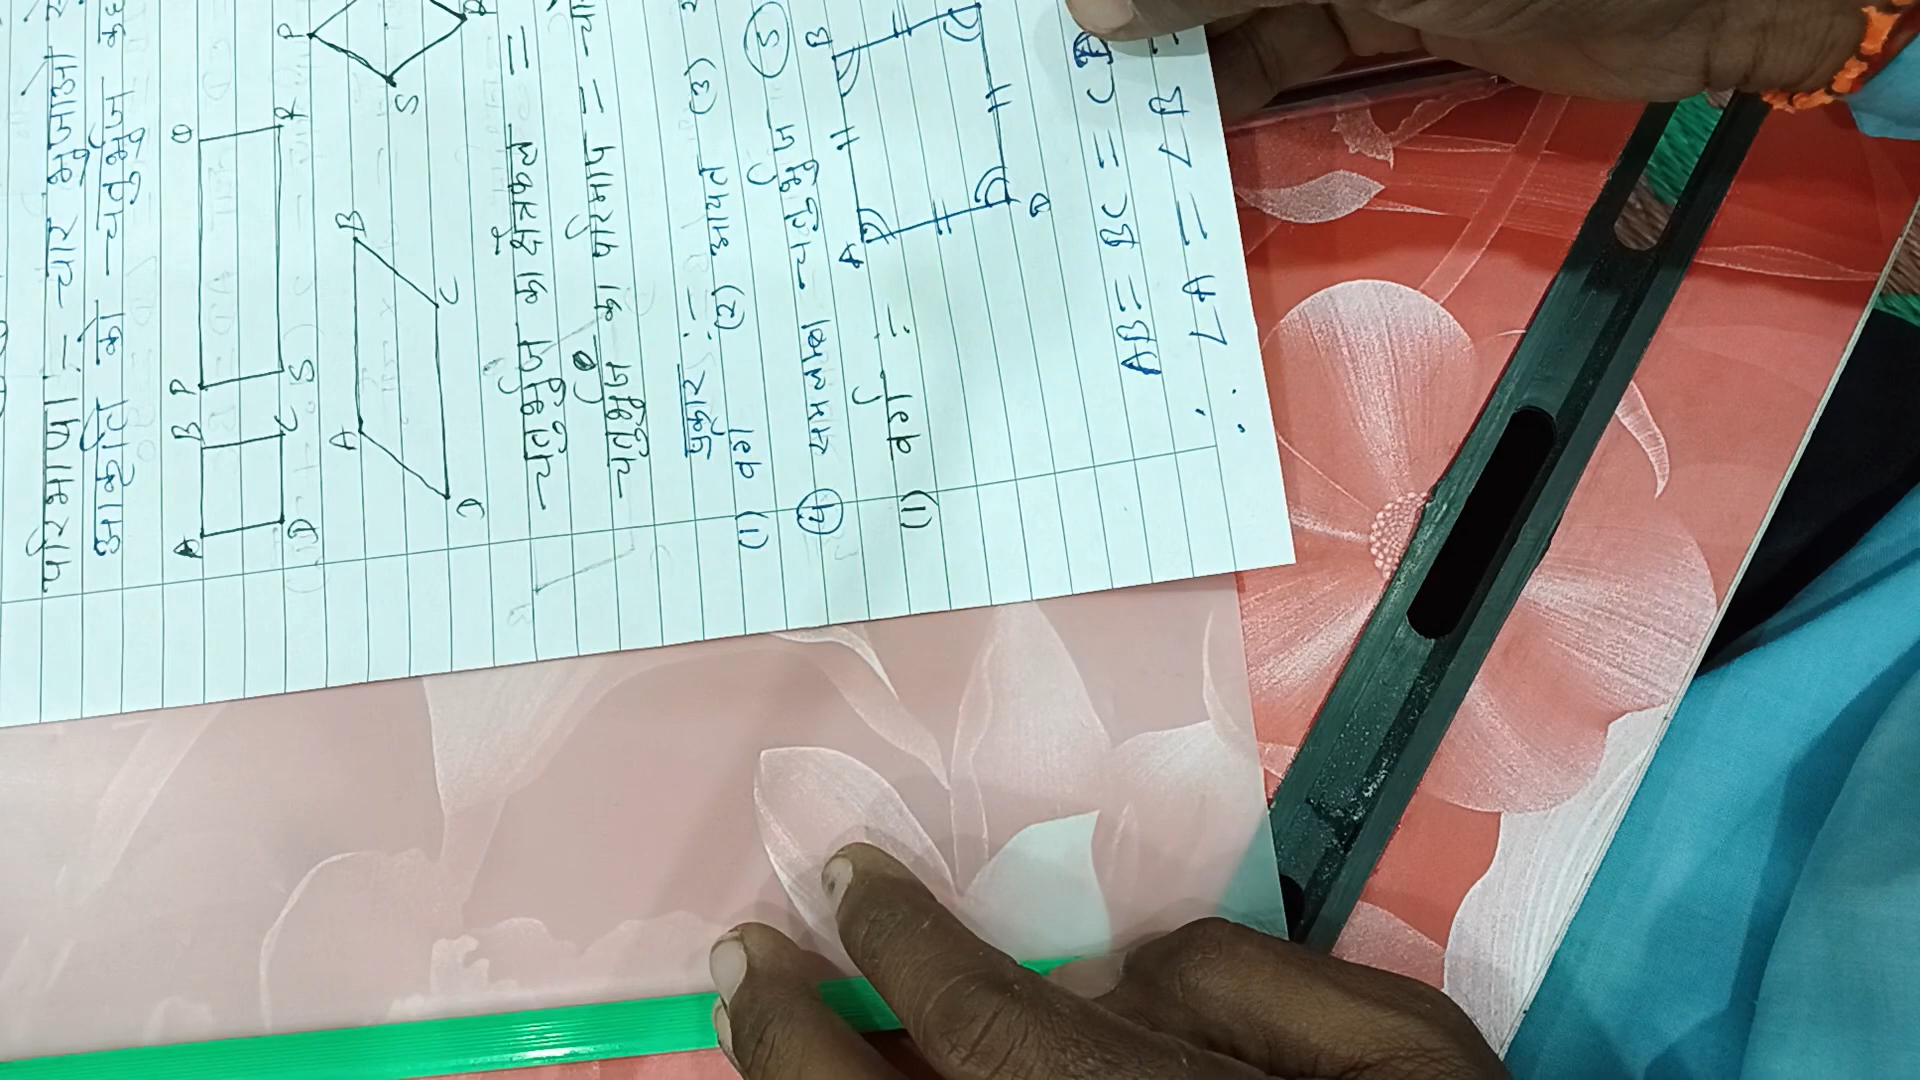 परिभाषा :- चार भुजाओ
आकृति को चतुर्भुज
A B P Q
D C S R
P
S
A B
D C
चतुर्भुज का क्षेत्रफल =
चतुर्भुज का परिमाप =
प्रकार :-
(1) वर्ग (2) आयत (3)
(4) समलम्ब चतुर्भुज (5)
(1) वर्ग :-
A B
D C
AB = BC = CD
∴ ∠A = ∠B =